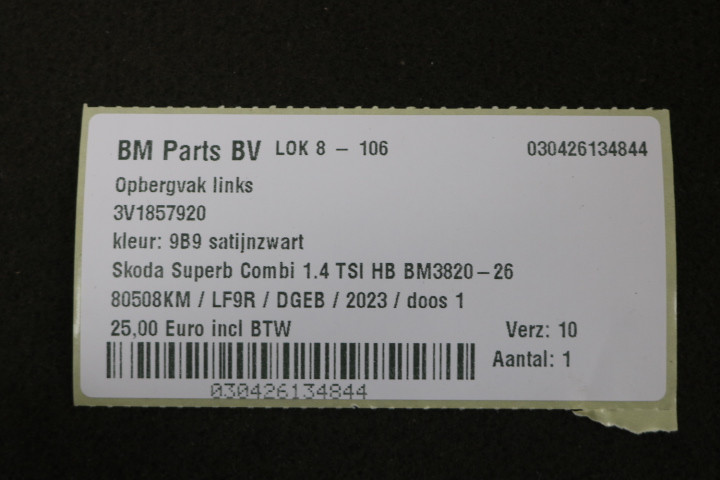 BM Parts BV LOK 8 – 106 030426134844
Opbergvak links
3V1857920
kleur: 9B9 satijnzwart
Skoda Superb Combi 1.4 TSI HB BM3820–26
80508KM / LF9R / DGEB / 2023 / doos 1
25,00 Euro incl BTW Verz: 10
Aantal: 1
030426134844